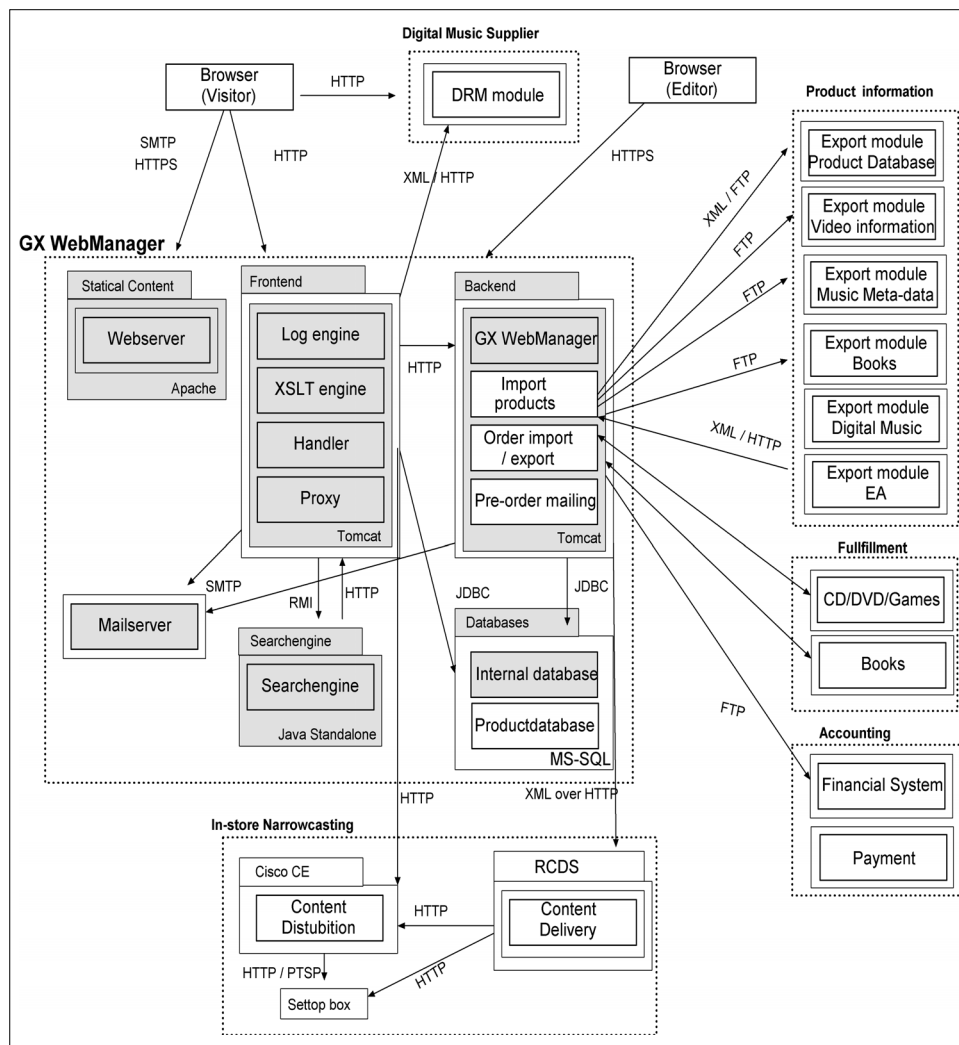 Digital Music Supplier
Browser
(Visitor)
HTTP
DRM module
Browser
(Editor)
Product information
SMTP
HTTPS
HTTP
XML / HTTP
HTTPS
Export module
Product Database
XML / FTP
Export module
Video information
FTP
FTP
Export module
Music Meta-data
Export module
Books
FTP
Export module
Digital Music
XML / HTTP
Export module
EA
GX WebManager
Statical Content
Webserver
Apache
Frontend
Log engine
XSLT engine
Handler
Proxy
Tomcat
HTTP
Backend
GX WebManager
Import
products
Order import
/ export
Pre-order mailing
Tomcat
SMTP
RMI
HTTP
JDBC
JDBC
Mailserver
Searchengine
Searchengine
Java Standalone
Databases
Internal database
Productdatabase
MS-SQL
Fullfillment
CD/DVD/Games
Books
FTP
Accounting
Financial System
Payment
HTTP
XML over HTTP
In-store Narrowcasting
Cisco CE
Content
Distubition
HTTP
RCDS
Content
Delivery
HTTP / PTSP
HTTP
Settop box